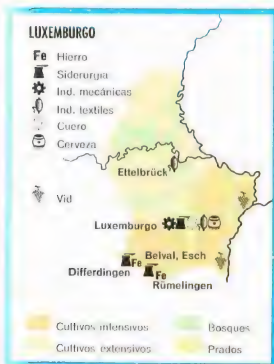 LUXEMBURGO
Fe Hierro
Siderurgia
Ind. mecánicas
Ind. textiles
Cuero
Cerveza
Vid
Ettelbrück
Luxemburgo
Fe Belval, Esch
Differdingen
Fe
Rümelingen
Cultivos intensivos
Bosques
Cultivos extensivos
Prados